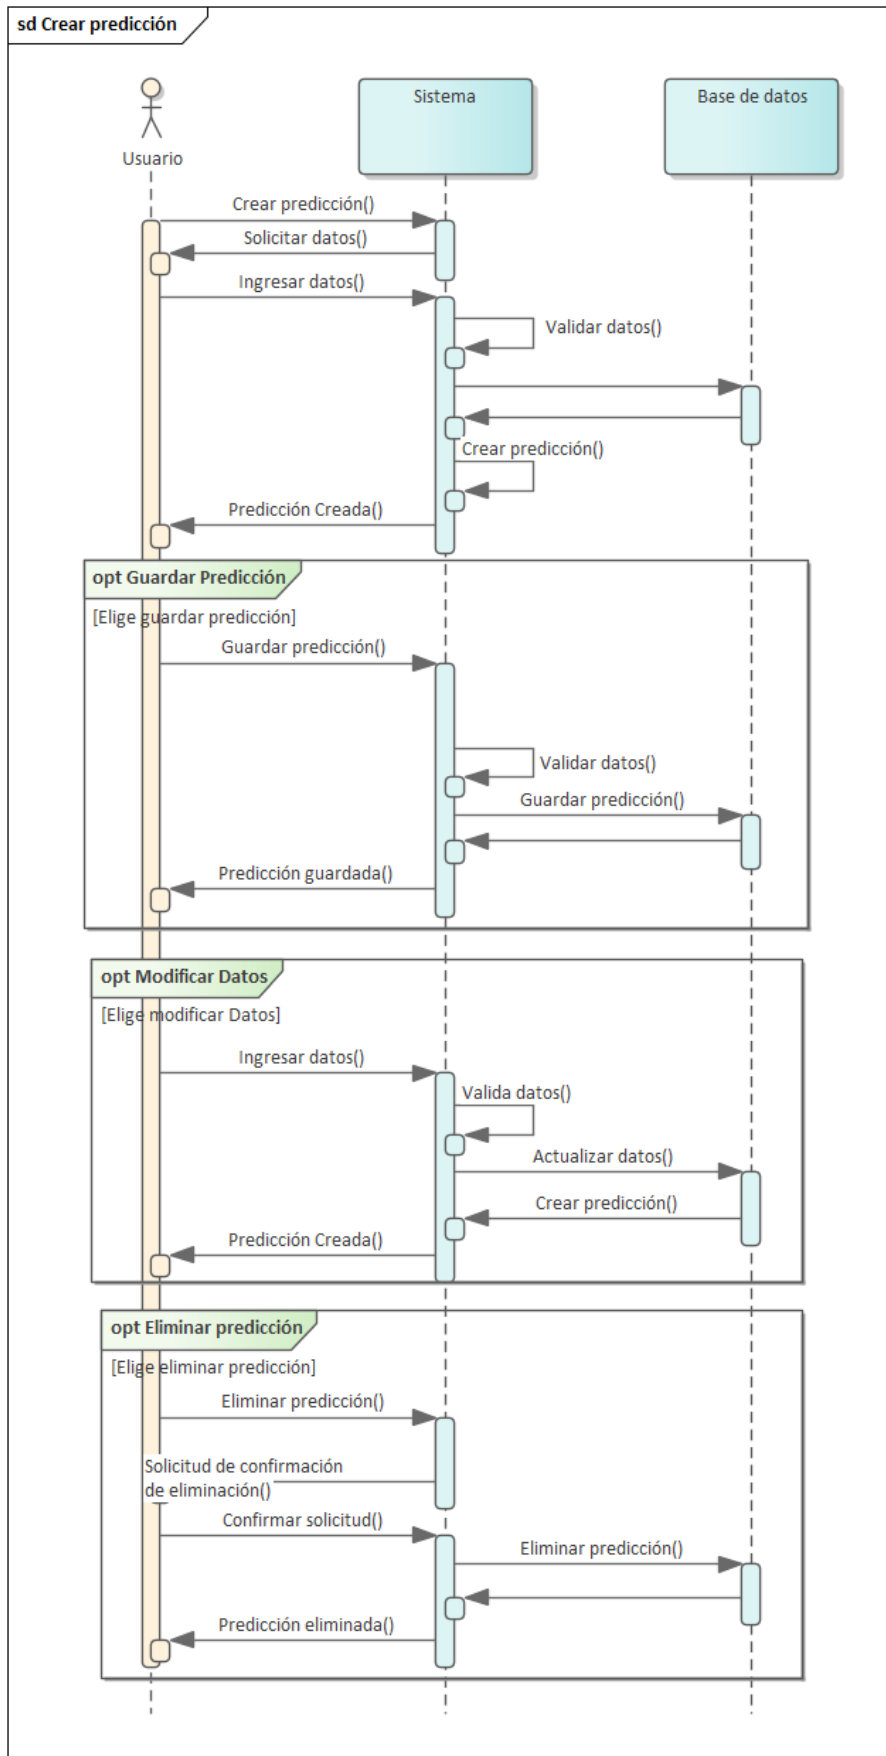 sd Crear predicción
Sistema
Base de datos
Usuario
Crear predicción()
Solicitar datos()
Ingresar datos()
Validar datos()
Crear predicción()
Predicción Creada()
opt Guardar Predicción
[Elige guardar predicción]
Guardar predicción()
Validar datos()
Guardar predicción()
Predicción guardada()
opt Modificar Datos
[Elige modificar Datos]
Ingresar datos()
Valida datos()
Actualizar datos()
Crear predicción()
Predicción Creada()
opt Eliminar predicción
[Elige eliminar predicción]
Eliminar predicción()
Solicitud de confirmación
de eliminación()
Confirmar solicitud()
Eliminar predicción()
Predicción eliminada()